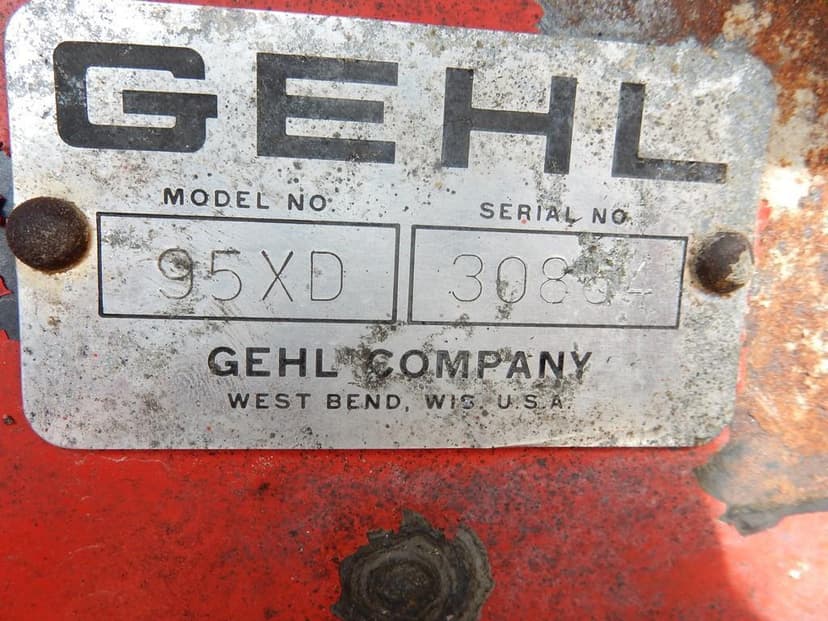 GEHL
MODEL NO. SERIAL NO.
95XD
GEHL COMPANY
WEST BEND, WIS. U.S.A.